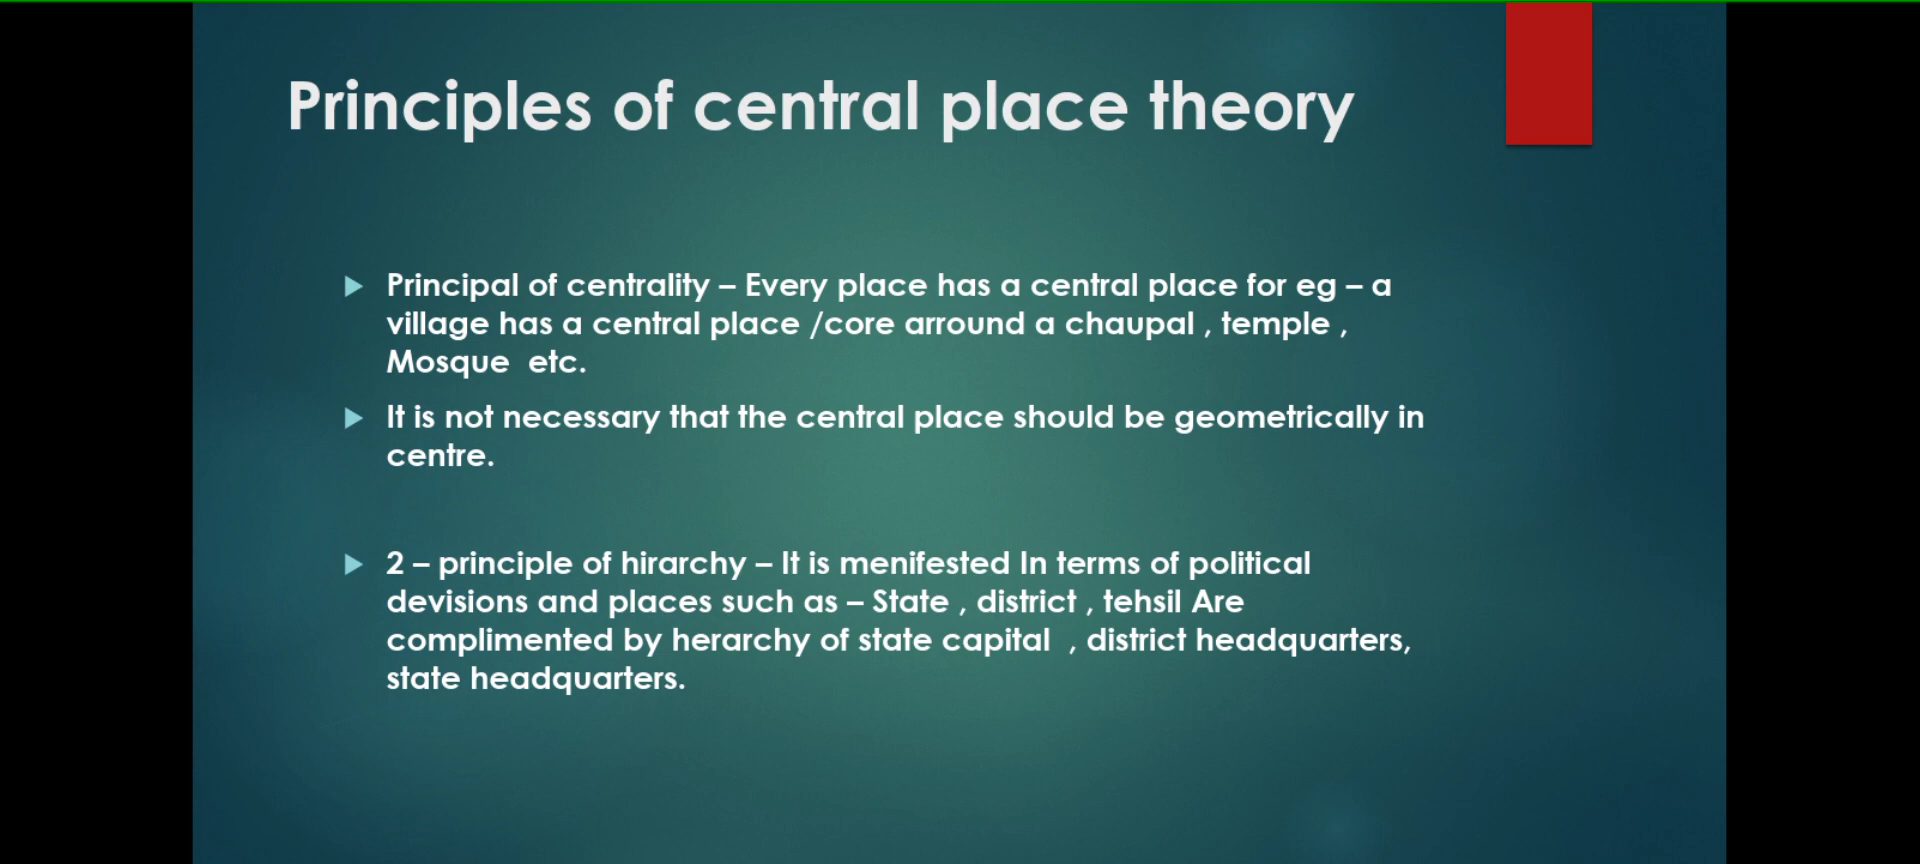 Principles of central place theory
Principal of centrality – Every place has a central place for eg – a
village has a central place /core arround a chaupal , temple ,
Mosque  etc.
It is not necessary that the central place should be geometrically in
centre.
2 – principle of hirarchy – It is menifested In terms of political
devisions and places such as – State , district , tehsil Are
complimented by herarchy of state capital  , district headquarters,
state headquarters.